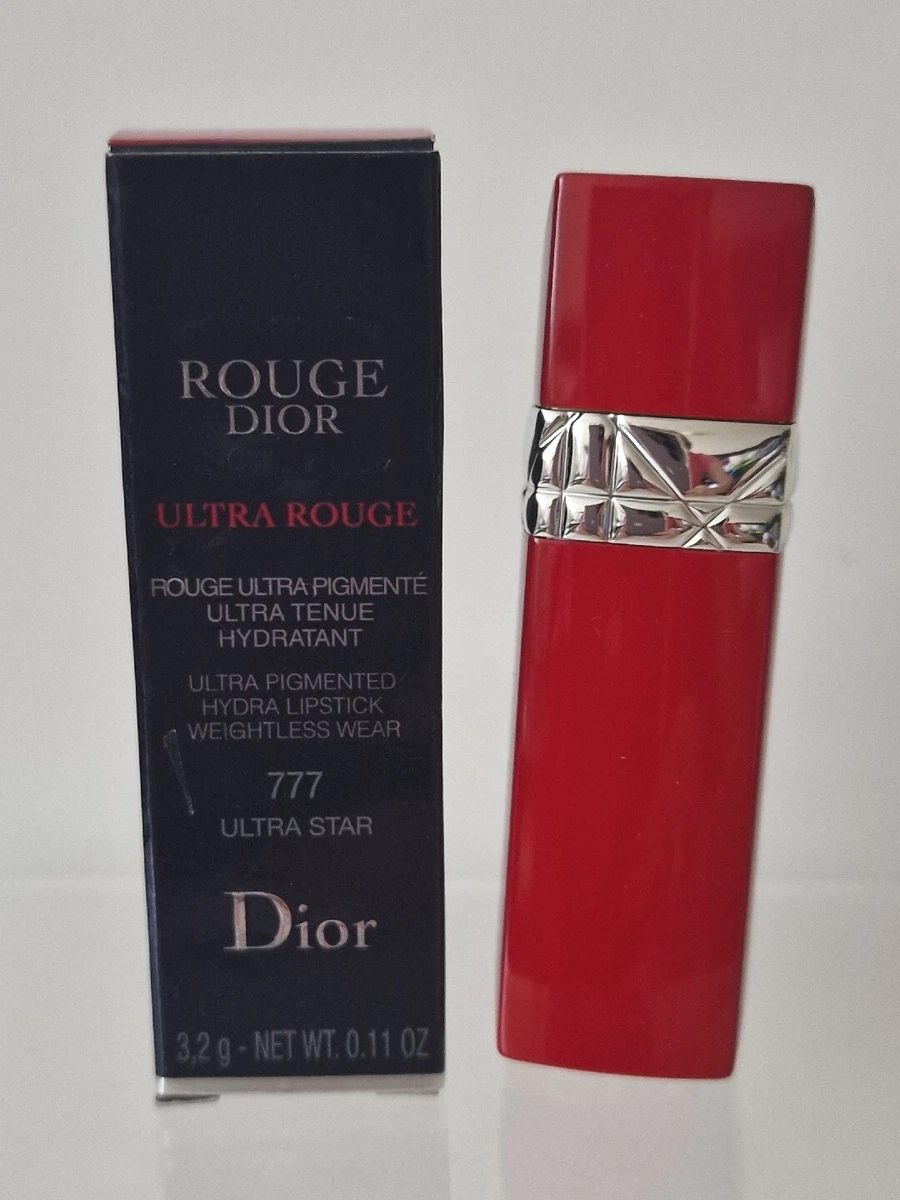 ROUGE
DIOR
ULTRA ROUGE
ROUGE ULTRA PIGMENTÉ
ULTRA TENUE
HYDRATANT
ULTRA PIGMENTED
HYDRA LIPSTICK
WEIGHTLESS WEAR
777
ULTRA STAR
Dior
3,2 g - NET WT. 0.11 OZ